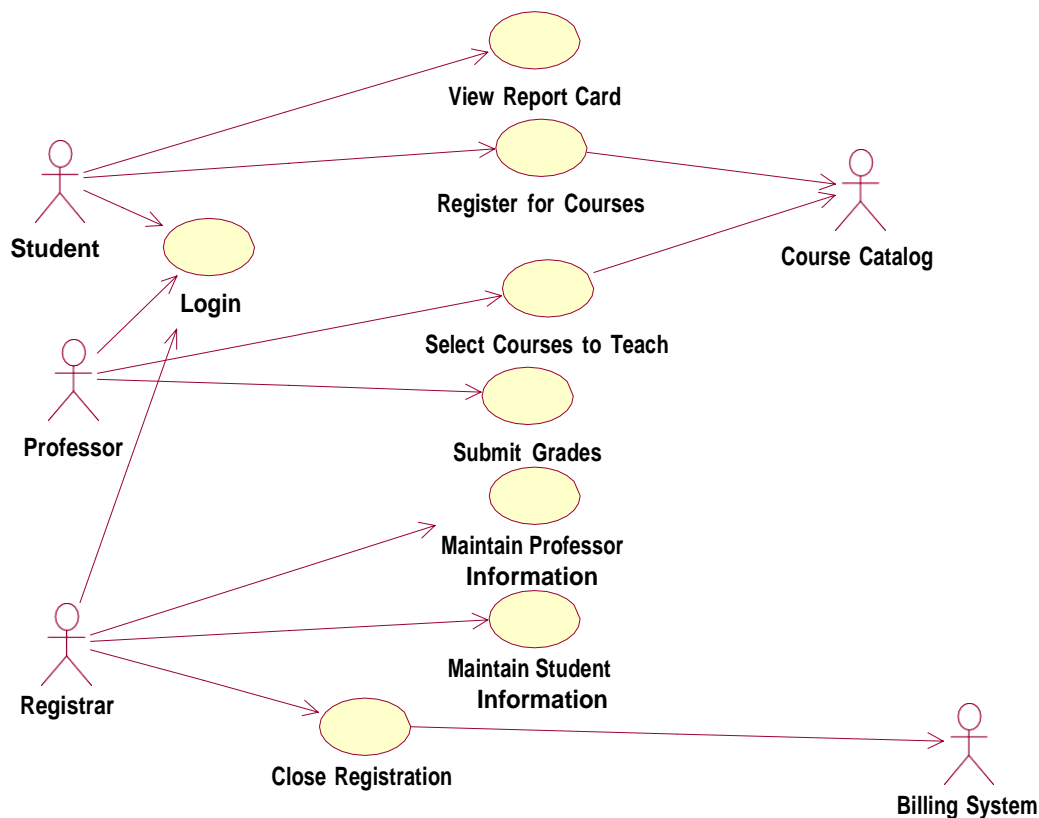 View Report Card
Register for Courses
Student
Course Catalog
Login
Select Courses to Teach
Professor
Submit Grades
Maintain Professor
Information
Maintain Student
Information
Registrar
Close Registration
Billing System